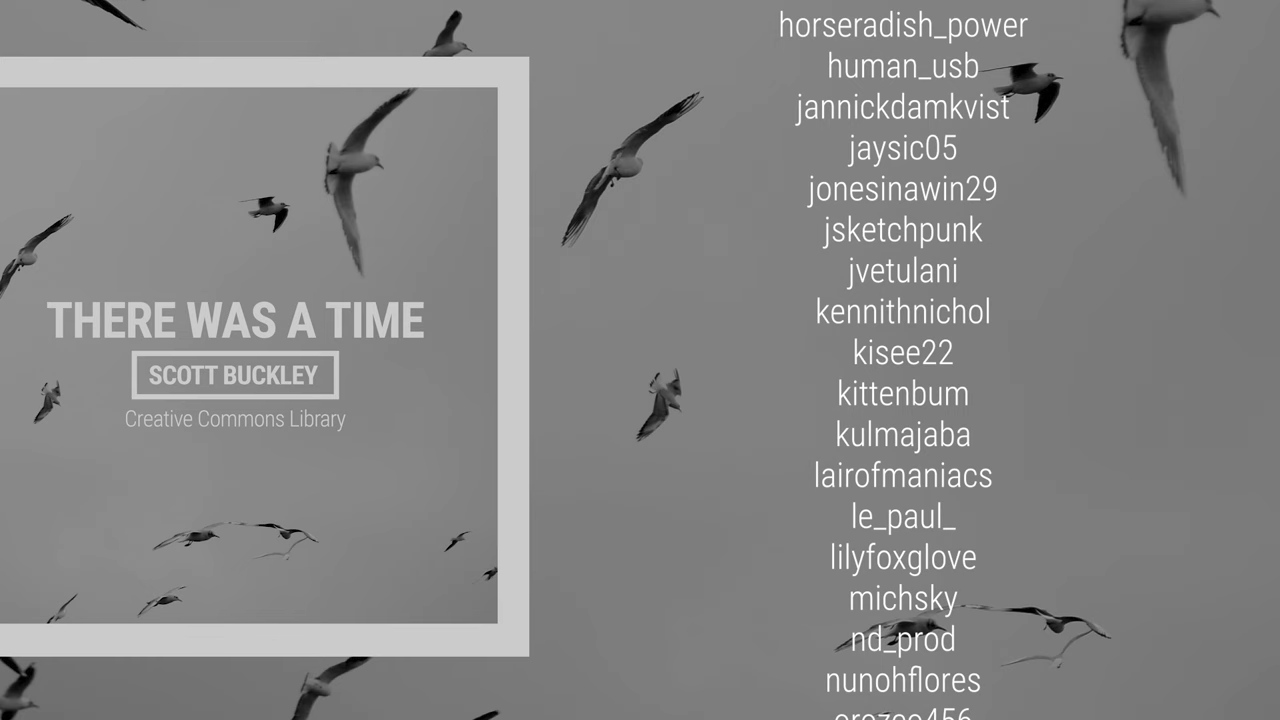 THERE WAS A TIME
SCOTT BUCKLEY
Creative Commons Library
horseradish_power
human_usb
jannickdamkvist
jaysic05
jonesinawin29
jsketchpunk
jvetulani
kennithnichol
kisee22
kittenbum
kulmajaba
lairofmaniacs
le_paul_
lilyfoxglove
michsky
nd_prod
nunohflores